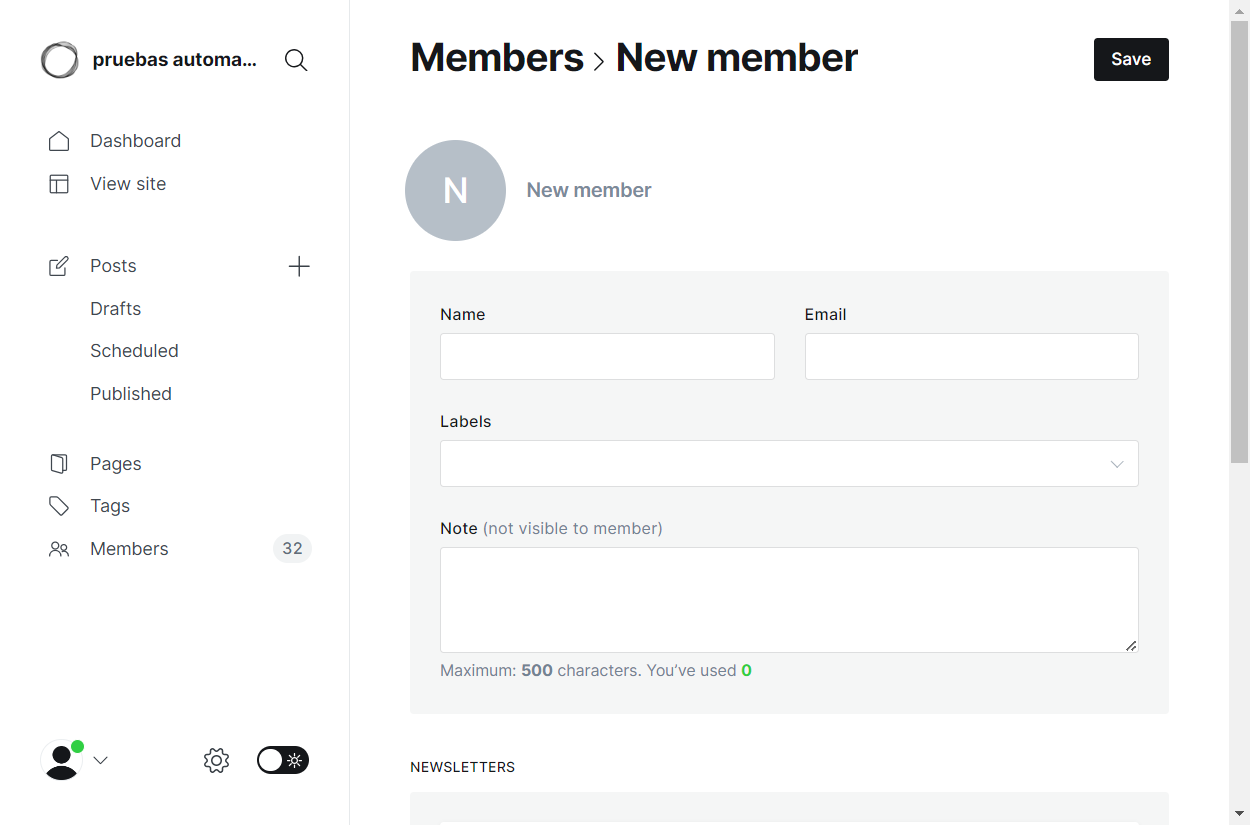 pruebas automa...
Dashboard
View site
Posts
Drafts
Scheduled
Published
Pages
Tags
Members 32
Members › New member
Save
N
New member
Name Email
Labels
Note (not visible to member)
Maximum: 500 characters. You’ve used 0
NEWSLETTERS